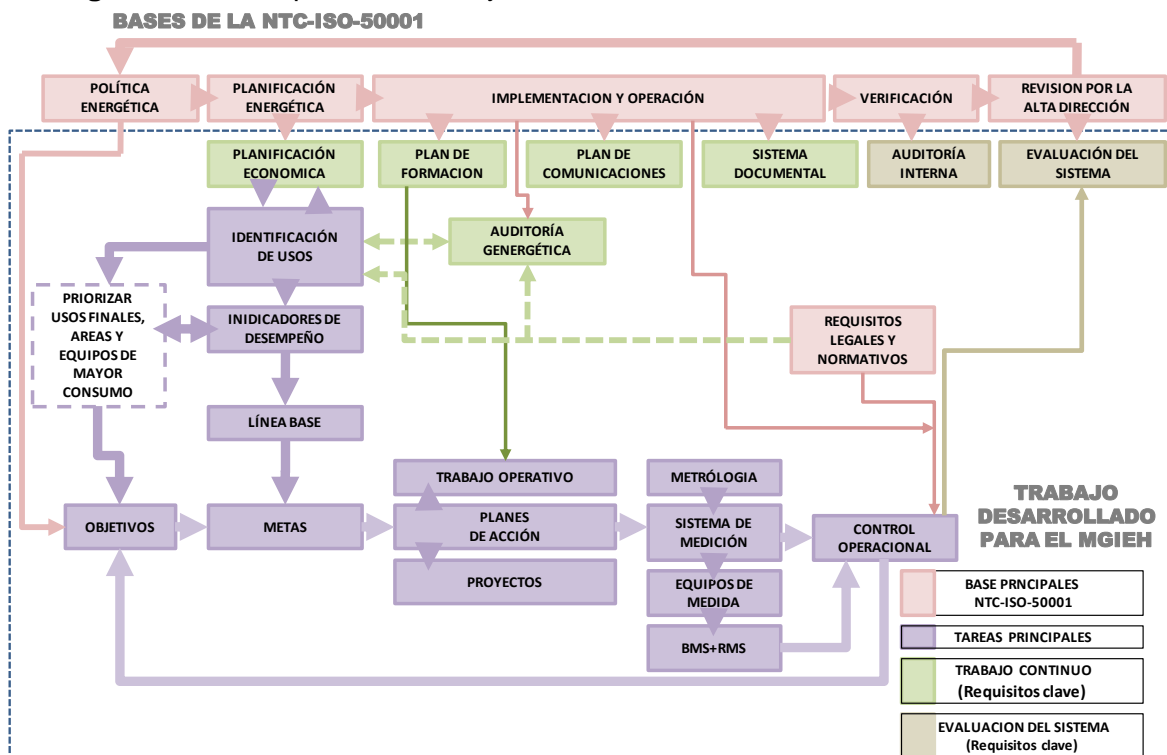 BASES DE LA NTC-ISO-50001
POLÍTICA
ENERGÉTICA
PLANIFICACIÓN
ENERGÉTICA
IMPLEMENTACION Y OPERACIÓN
VERIFICACIÓN
REVISION POR LA
ALTA DIRECCIÓN
PLANIFICACIÓN
ECONOMICA
PLAN DE
FORMACION
PLAN DE
COMUNICACIONES
SISTEMA
DOCUMENTAL
AUDITORÍA
INTERNA
EVALUACIÓN DEL
SISTEMA
IDENTIFICACIÓN
DE USOS
AUDITORÍA
GENERGÉTICA
PRIORIZAR
USOS FINALES,
AREAS Y
EQUIPOS DE
MAYOR
CONSUMO
INIDICADORES DE
DESEMPEÑO
REQUISITOS
LEGALES Y
NORMATIVOS
LÍNEA BASE
TRABAJO OPERATIVO
METRÓLOGIA
OBJETIVOS
METAS
PLANES
DE ACCIÓN
SISTEMA DE
MEDICIÓN
CONTROL
OPERACIONAL
PROYECTOS
EQUIPOS DE
MEDIDA
BMS+RMS
TRABAJO
DESARROLLADO
PARA EL MGIEH
BASE PRNCIPALES
NTC-ISO-50001
TAREAS PRINCIPALES
TRABAJO CONTINUO
(Requisitos clave)
EVALUACION DEL SISTEMA
(Requisitos clave)